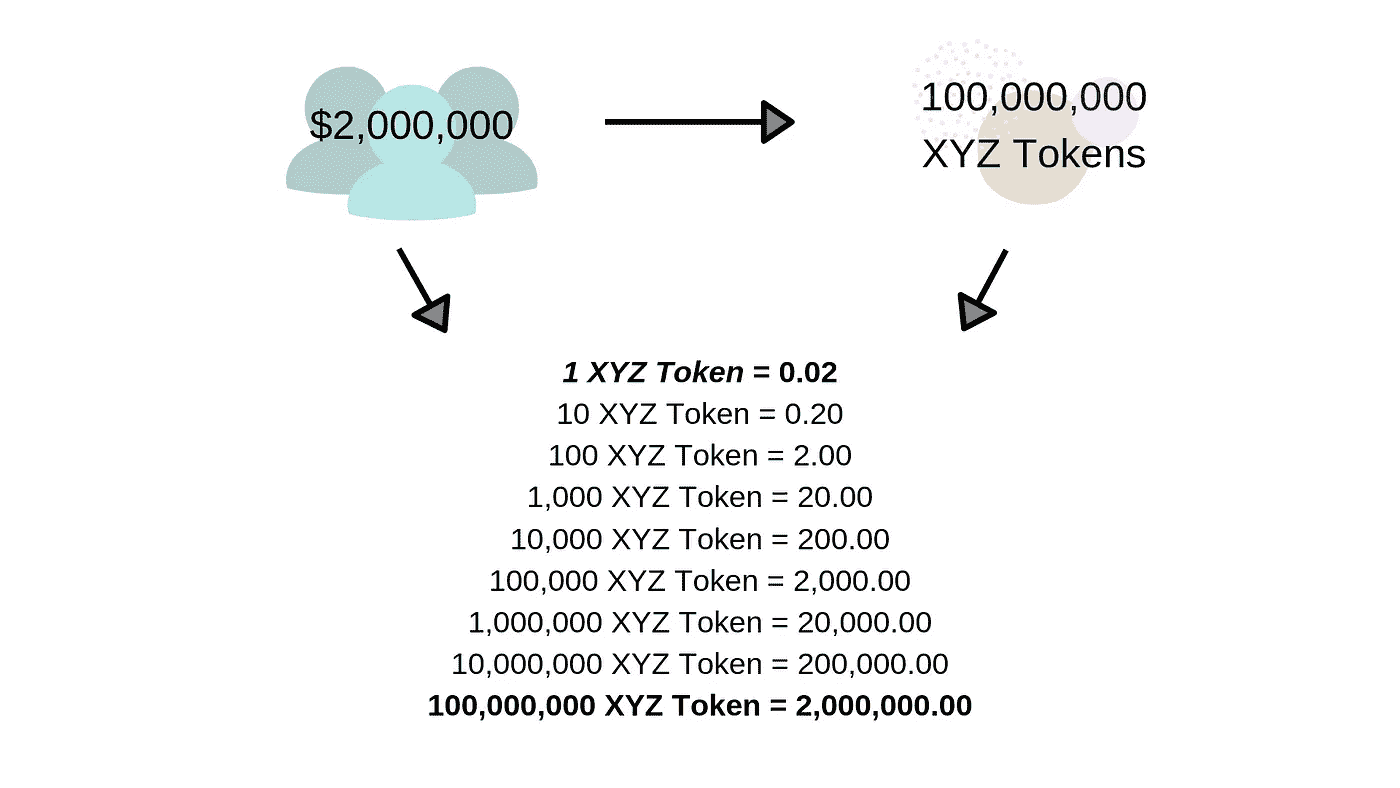 $2,000,000
100,000,000
XYZ Tokens
1 XYZ Token = 0.02
10 XYZ Token = 0.20
100 XYZ Token = 2.00
1,000 XYZ Token = 20.00
10,000 XYZ Token = 200.00
100,000 XYZ Token = 2,000.00
1,000,000 XYZ Token = 20,000.00
10,000,000 XYZ Token = 200,000.00
100,000,000 XYZ Token = 2,000,000.00